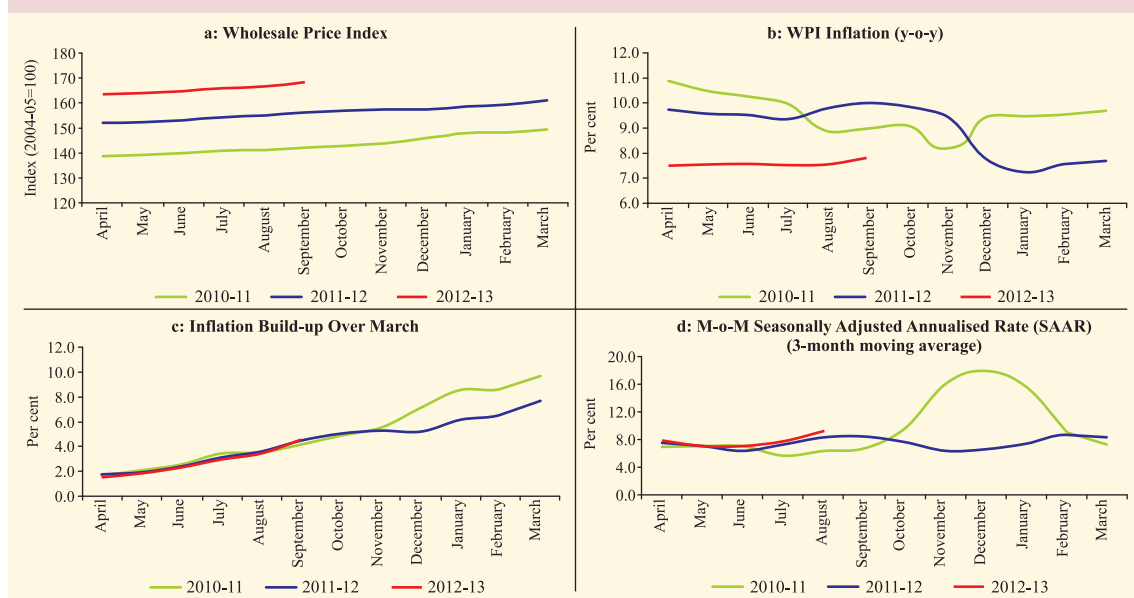 a: Wholesale Price Index
Index (2004-05=100)
180
170
160
150
140
130
120
April
May
June
July
August
September
October
November
December
January
February
March
2010-11 2011-12 2012-13
b: WPI Inflation (y-o-y)
Per cent
12.0
11.0
10.0
9.0
8.0
7.0
6.0
April
May
June
July
August
September
October
November
December
January
February
March
2010-11 2011-12 2012-13
c: Inflation Build-up Over March
Per cent
12.0
10.0
8.0
6.0
4.0
2.0
0.0
April
May
June
July
August
September
October
November
December
January
February
March
2010-11 2011-12 2012-13
d: M-o-M Seasonally Adjusted Annualised Rate (SAAR)
(3-month moving average)
Per cent
20.0
16.0
12.0
8.0
4.0
0.0
April
May
June
July
August
September
October
November
December
January
February
March
2010-11 2011-12 2012-13